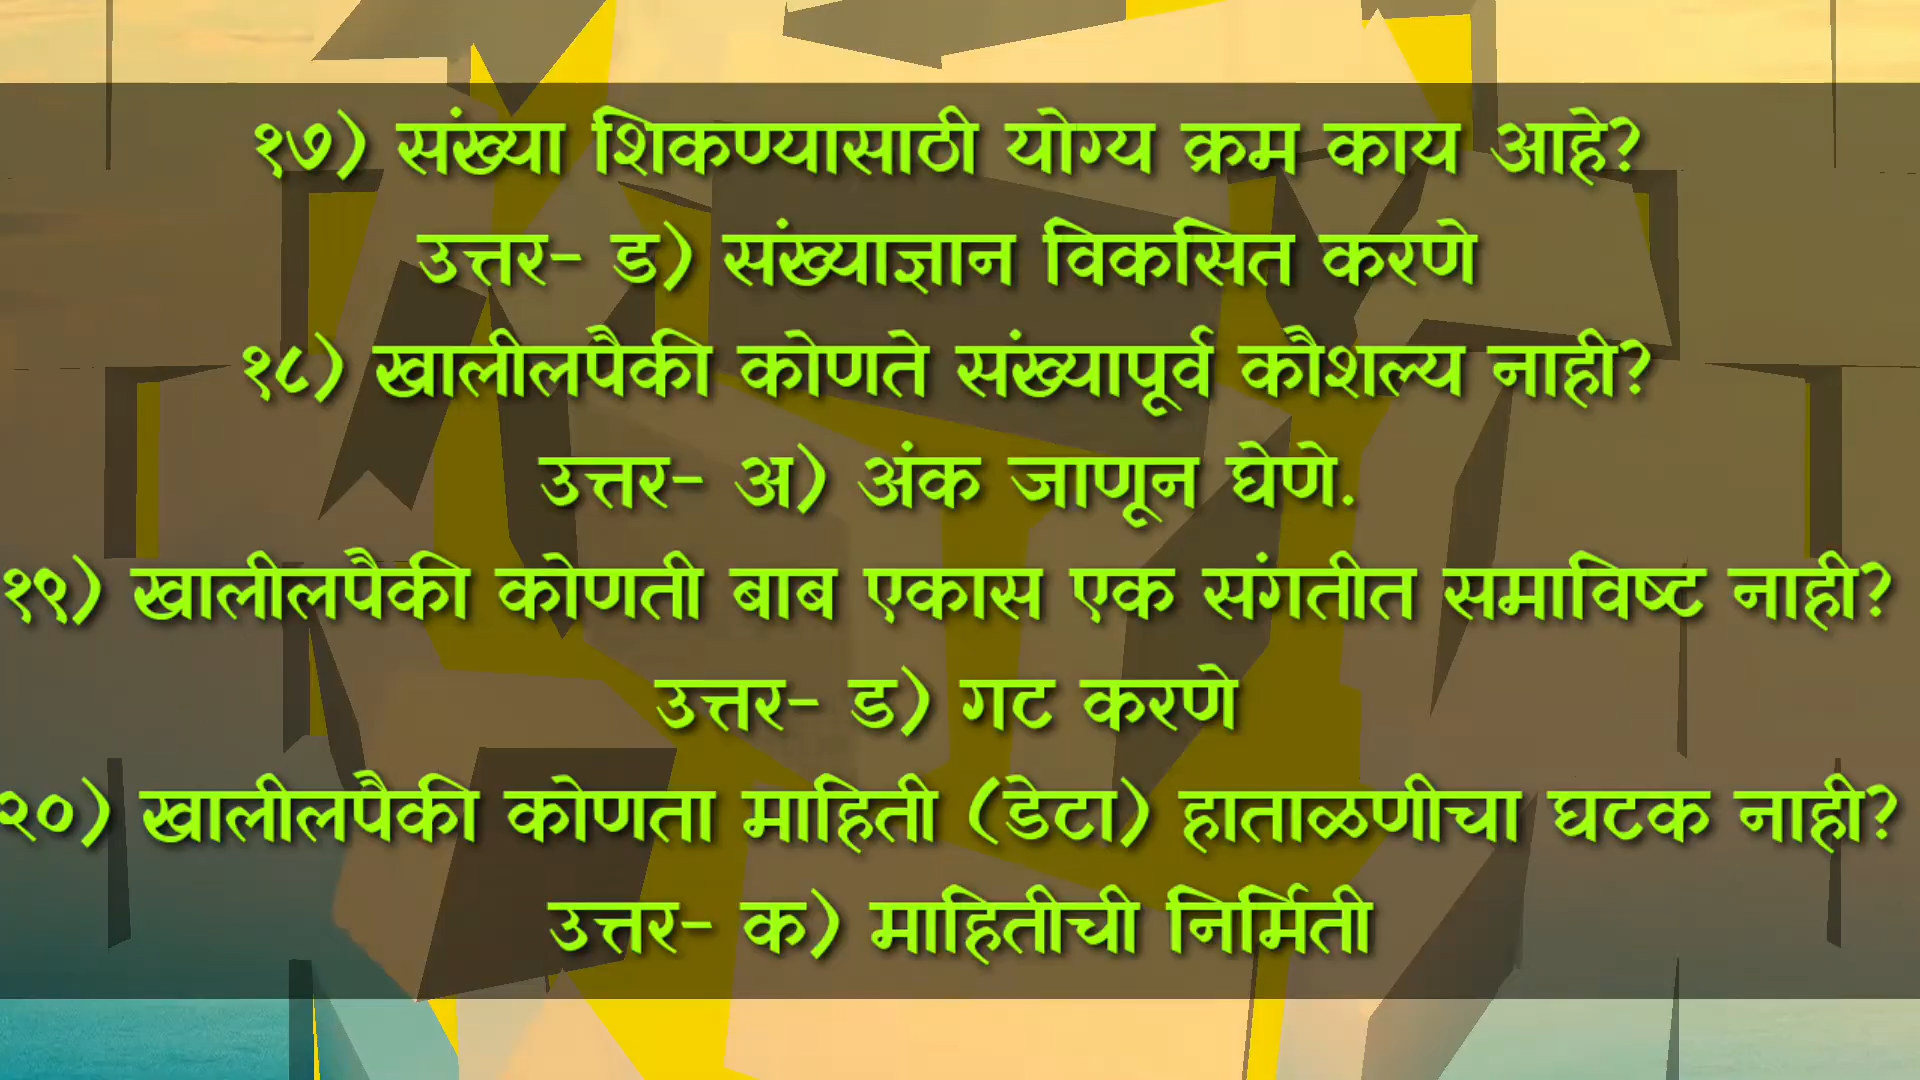 १७) संख्या शिकण्यासाठी योग्य क्रम काय आहे?
उत्तर- ड) संख्याज्ञान विकसित करणे
१८) खालीलपैकी कोणते संख्यापूर्व कौशल्य नाही?
उत्तर- अ) अंक जाणून घेणे.
१९) खालीलपैकी कोणती बाब एकास एक संगतीत समाविष्ट नाही?
उत्तर- ड) गट करणे
२०) खालीलपैकी कोणता माहिती (डेटा) हाताळणीचा घटक नाही?
उत्तर- क) माहितीची निर्मिती